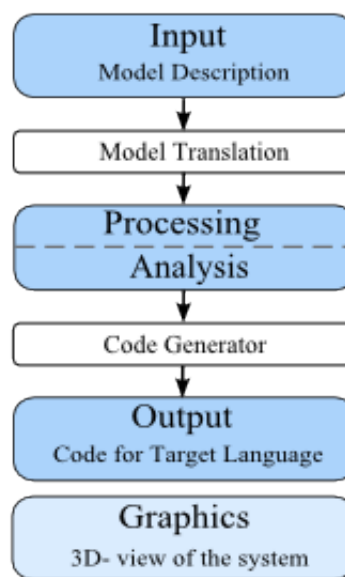 Input
Model Description
Model Translation
Processing
Analysis
Code Generator
Output
Code for Target Language
Graphics
3D- view of the system